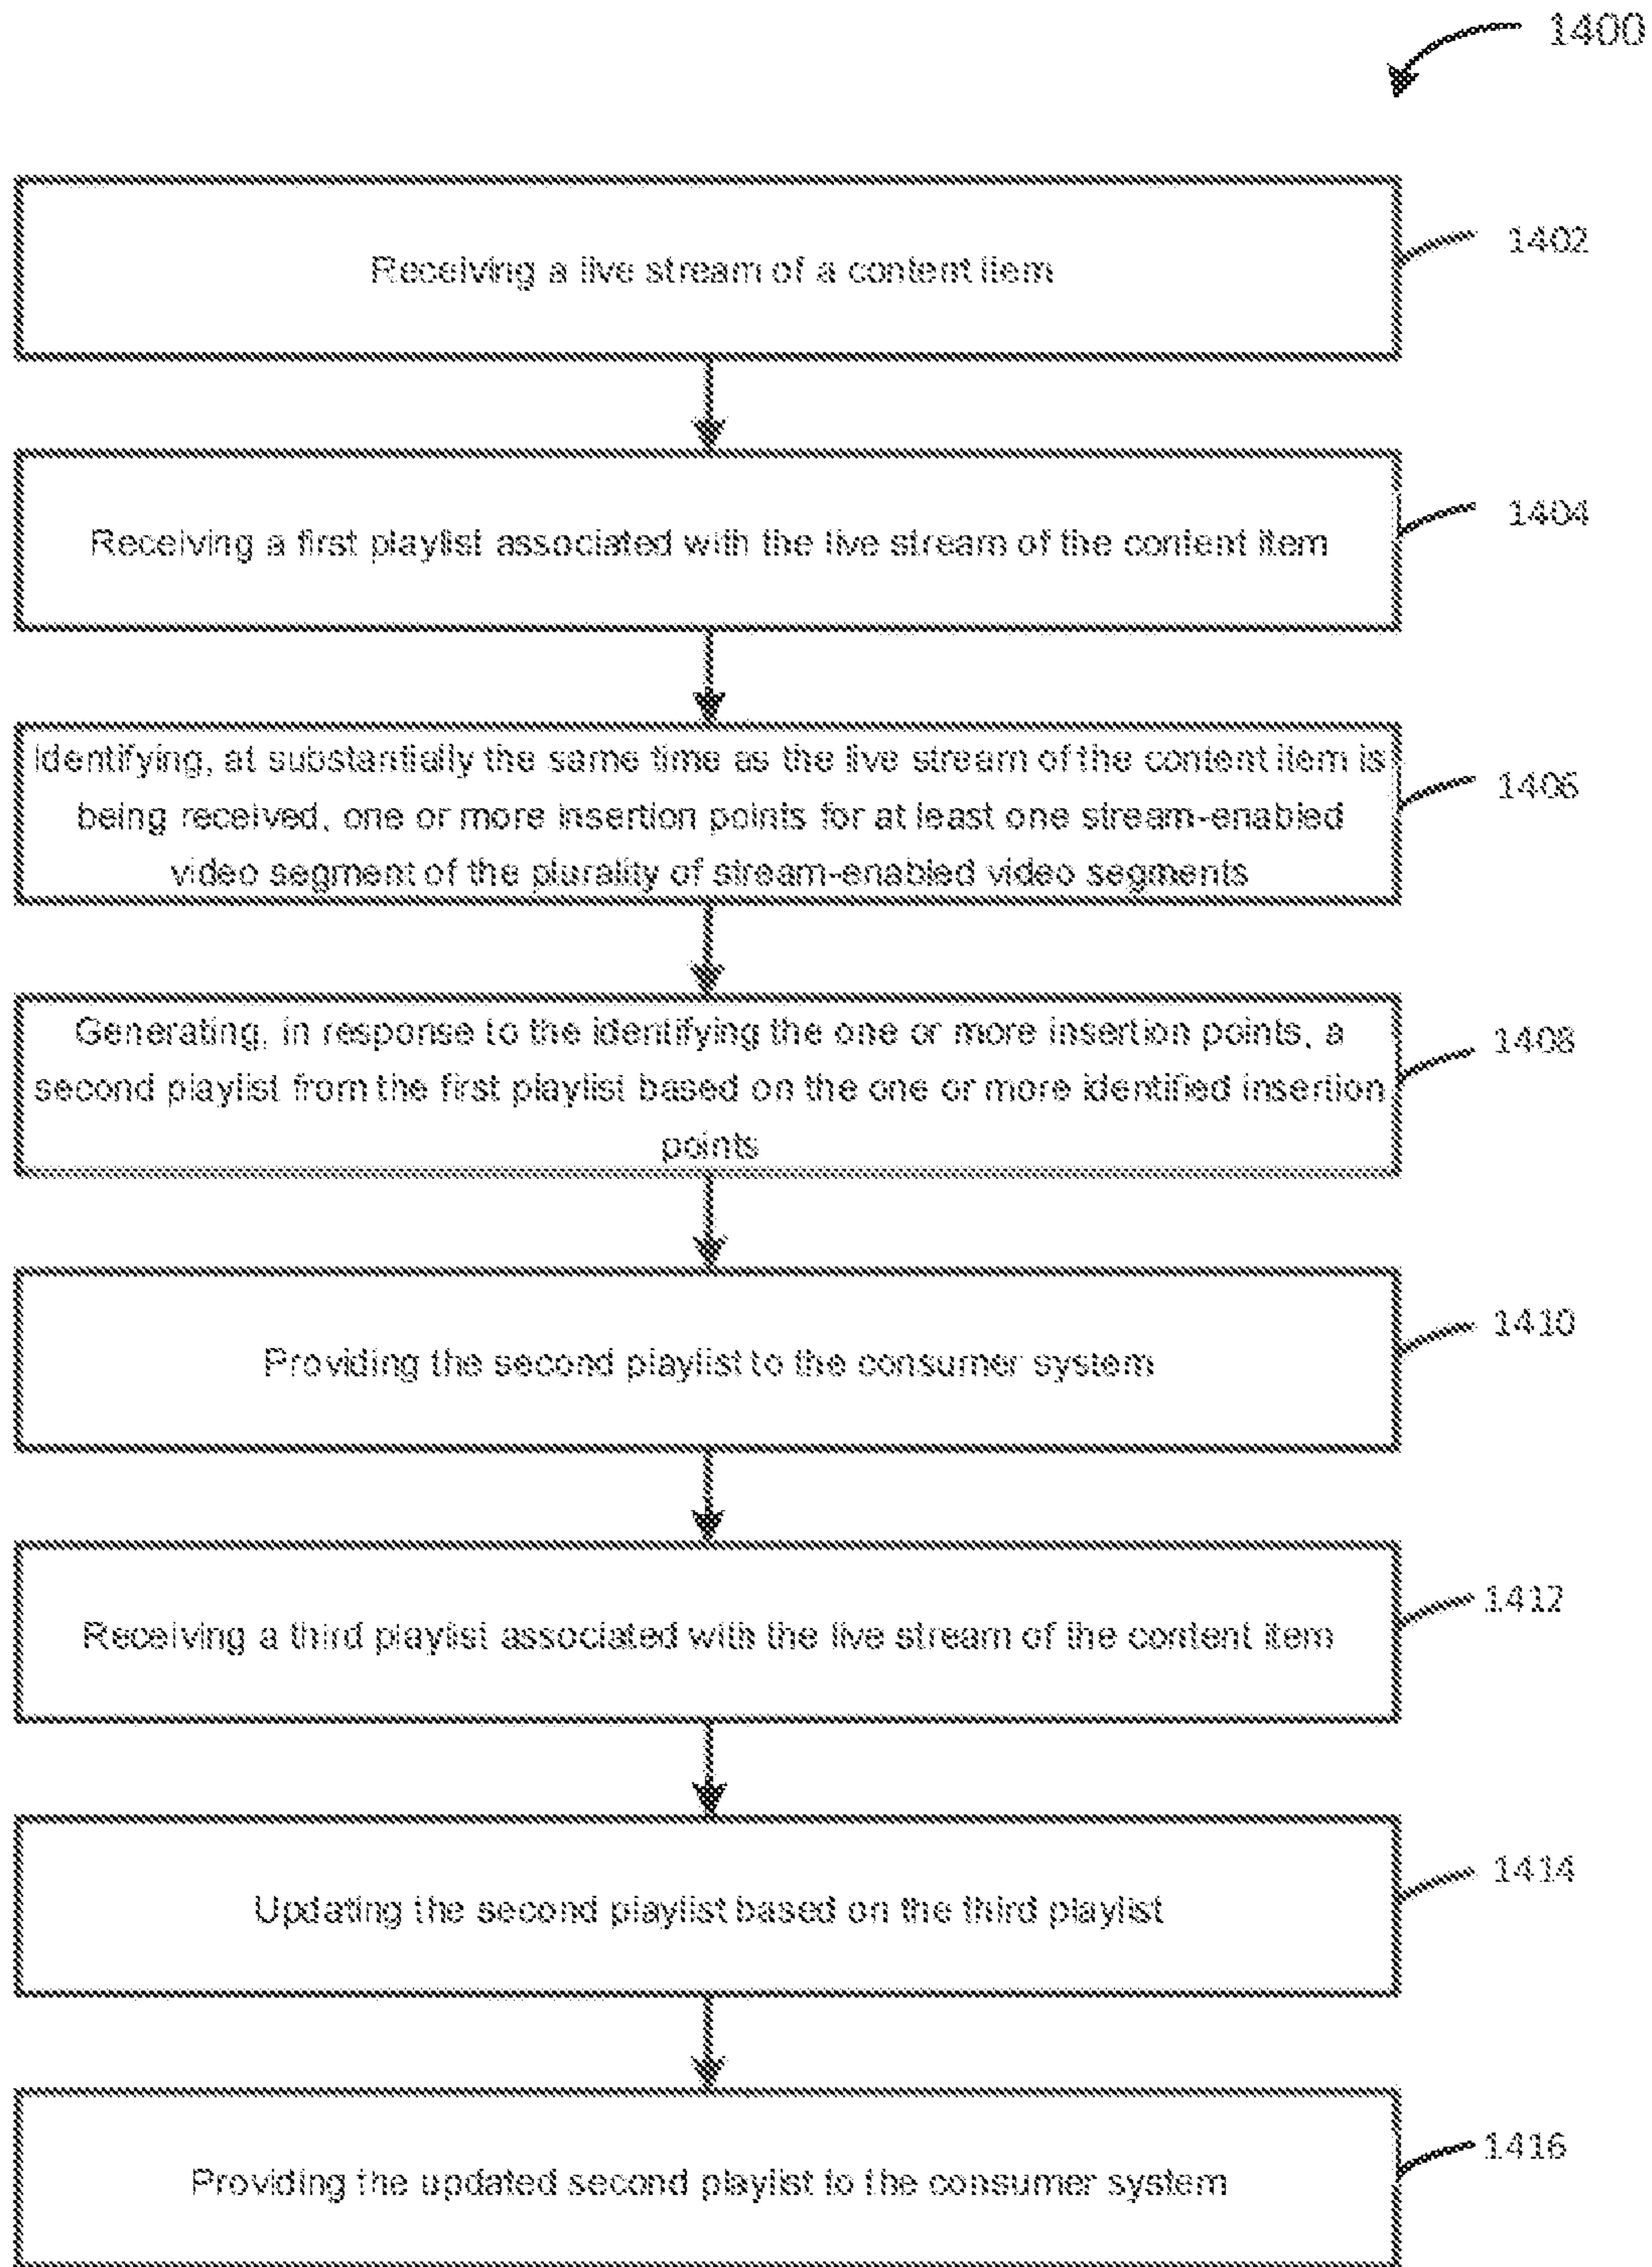 1400
Receiving a live stream of a content item
1402
Receiving a first playlist associated with the live stream of the content item
1404
Identifying, at substantially the same time as the live stream of the content item is
being received, one or more insertion points for at least one stream-enabled
video segment of the plurality of stream-enabled video segments
1406
Generating, in response to the identifying the one or more insertion points, a
second playlist from the first playlist based on the one or more identified insertion
points
1408
Providing the second playlist to the consumer system
1410
Receiving a third playlist associated with the live stream of the content item
1412
Updating the second playlist based on the third playlist
1414
Providing the updated second playlist to the consumer system
1416